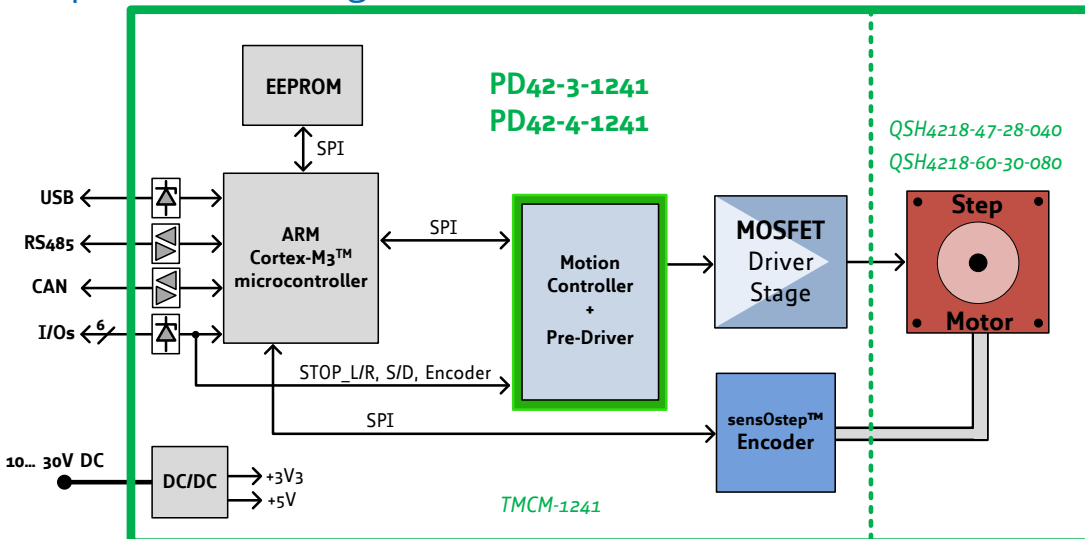 EEPROM
PD42-3-1241
PD42-4-1241
QSH4218-47-28-040
QSH4218-60-30-080
SPI
USB
RS485
CAN
I/Os
6
ARM
Cortex-M3™
microcontroller
SPI
Motion
Controller
+
Pre-Driver
MOSFET
Driver
Stage
Step
Motor
STOP_L/R, S/D, Encoder
SPI
sensOstep™
Encoder
10... 30V DC
DC/DC
+3V3
+5V
TMCM-1241